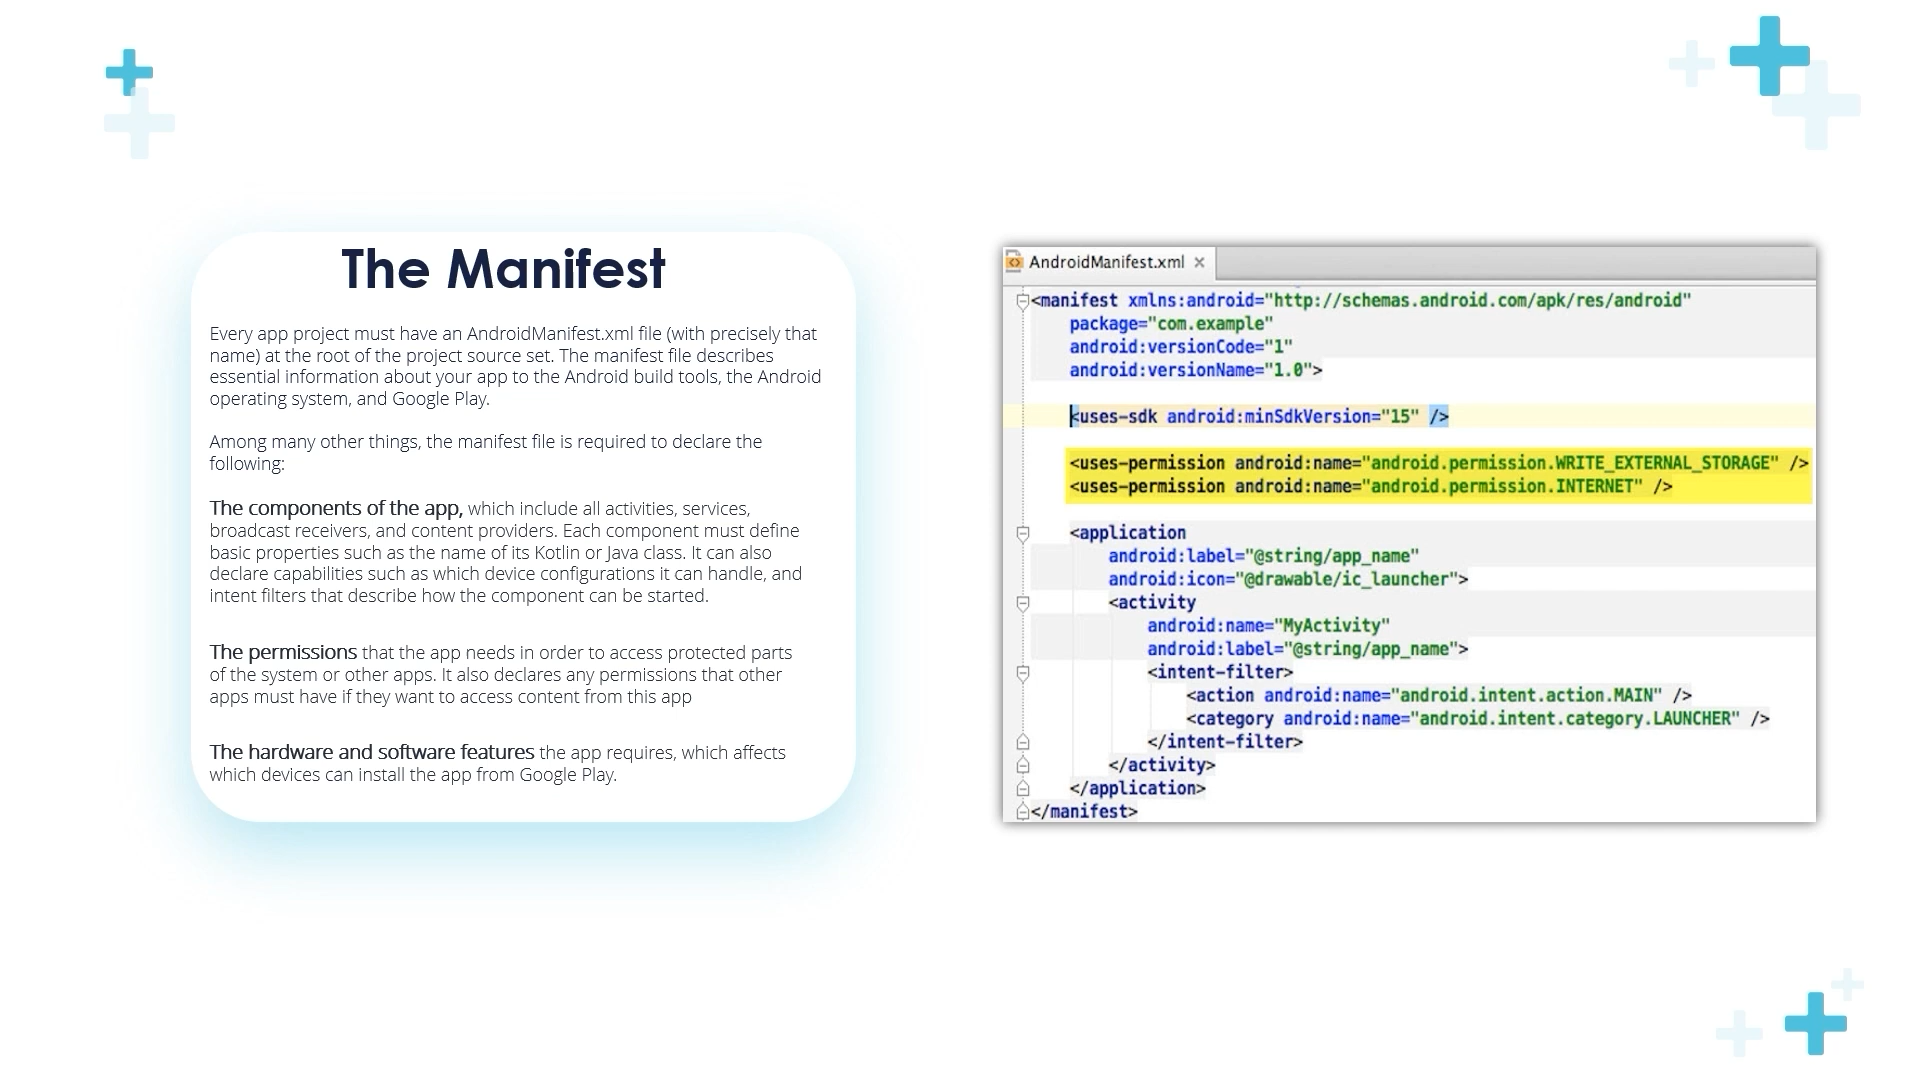 The Manifest
Every app project must have an AndroidManifest.xml file (with precisely that
name) at the root of the project source set. The manifest file describes
essential information about your app to the Android build tools, the Android
operating system, and Google Play.
Among many other things, the manifest file is required to declare the
following:
The components of the app, which include all activities, services,
broadcast receivers, and content providers. Each component must define
basic properties such as the name of its Kotlin or Java class. It can also
declare capabilities such as which device configurations it can handle, and
intent filters that describe how the component can be started.
The permissions that the app needs in order to access protected parts
of the system or other apps. It also declares any permissions that other
apps must have if they want to access content from this app
The hardware and software features the app requires, which affects
which devices can install the app from Google Play.
AndroidManifest.xml
<manifest xmlns:android="http://schemas.android.com/apk/res/android"
package="com.example"
android:versionCode="1"
android:versionName="1.0">
<uses-sdk android:minSdkVersion="15" />
<uses-permission android:name="android.permission.WRITE_EXTERNAL_STORAGE" />
<uses-permission android:name="android.permission.INTERNET" />
<application
android:label="@string/app_name"
android:icon="@drawable/ic_launcher">
<activity
android:name="MyActivity"
android:label="@string/app_name">
<intent-filter>
<action android:name="android.intent.action.MAIN" />
<category android:name="android.intent.category.LAUNCHER" />
</intent-filter>
</activity>
</application>
</manifest>